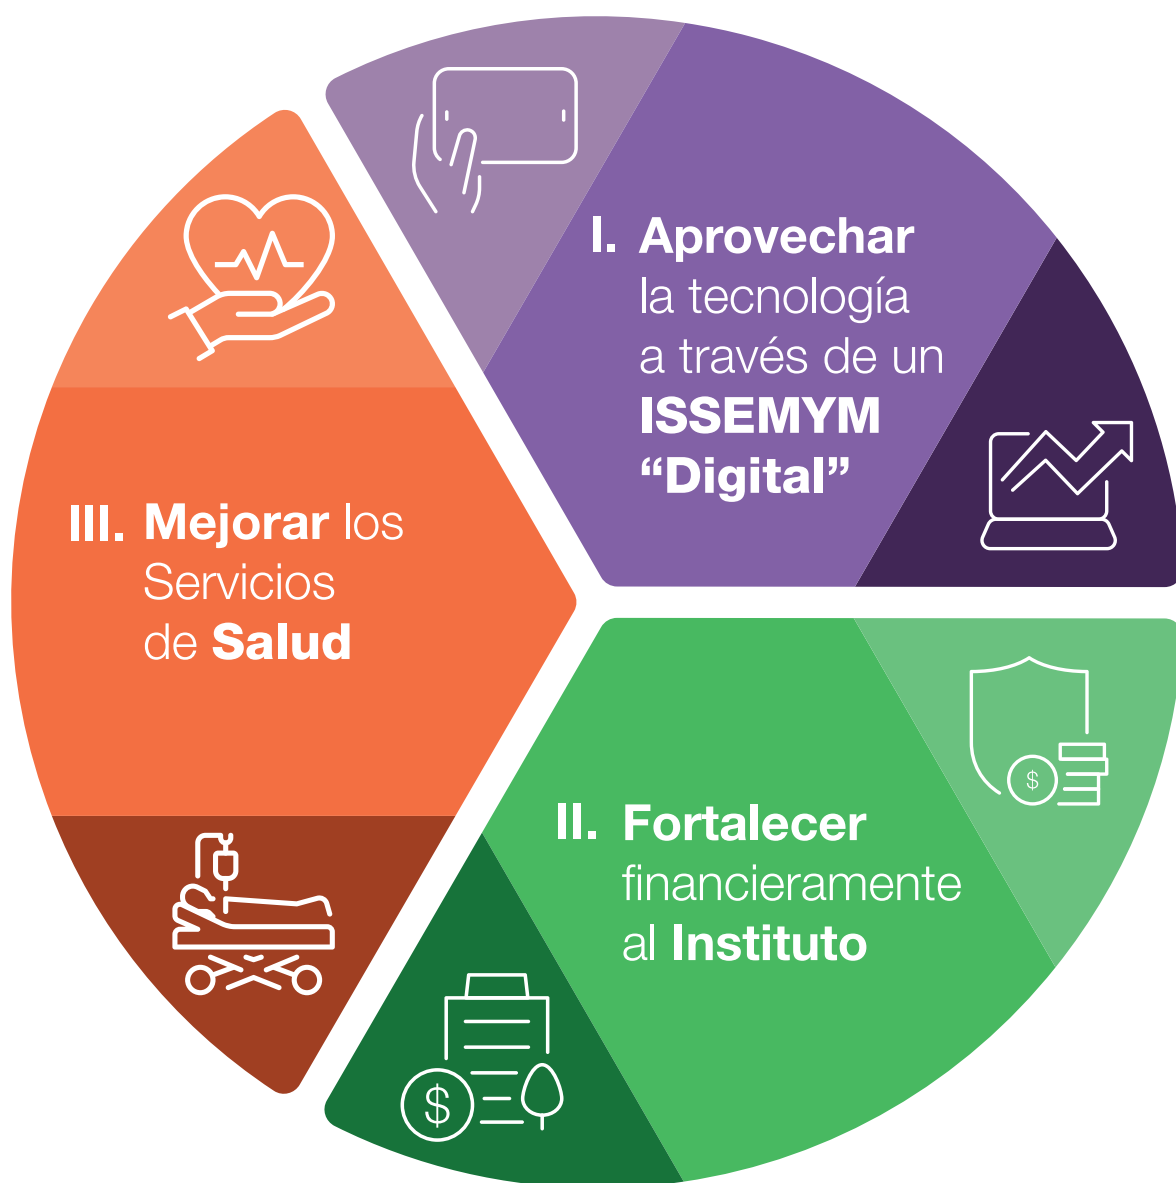 I. Aprovechar
la tecnología
a través de un
ISSEMYM
“Digital”
II. Fortalecer
financieramente
al Instituto
III. Mejorar los
Servicios
de Salud
$
$